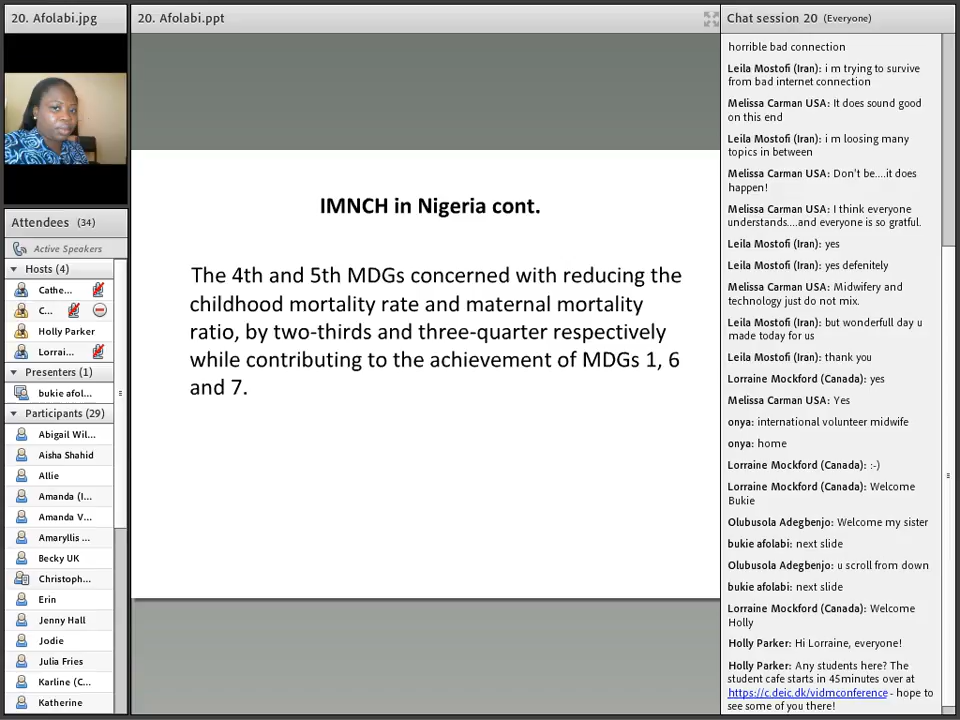 20. Afolabi.jpg
Attendees (34)
Active Speakers
Hosts (4)
Cathe...
C...
Holly Parker
Lorrai...
Presenters (1)
bukie afol...
Participants (29)
Abigail Wil...
Aisha Shahid
Allie
Amanda (I...
Amanda V...
Amaryllis ...
Becky UK
Christoph...
Erin
Jenny Hall
Jodie
Julia Fries
Karline (C...
Katherine
20. Afolabi.ppt
IMNCH in Nigeria cont.
The 4th and 5th MDGs concerned with reducing the
childhood mortality rate and maternal mortality
ratio, by two-thirds and three-quarter respectively
while contributing to the achievement of MDGs 1, 6
and 7.
Chat session 20 (Everyone)
horrible bad connection
Leila Mostofi (Iran): i m trying to survive
from bad internet connection
Melissa Carman USA: It does sound good
on this end
Leila Mostofi (Iran): i m loosing many
topics in between
Melissa Carman USA: Don't be....it does
happen!
Melissa Carman USA: I think everyone
understands....and everyone is so gratful.
Leila Mostofi (Iran): yes
Leila Mostofi (Iran): yes defenitely
Melissa Carman USA: Midwifery and
technology just do not mix.
Leila Mostofi (Iran): but wonderfull day u
made today for us
Leila Mostofi (Iran): thank you
Lorraine Mockford (Canada): yes
Melissa Carman USA: Yes
onya: international volunteer midwife
onya: home
Lorraine Mockford (Canada): :-)
Lorraine Mockford (Canada): Welcome
Bukie
Olubusola Adegbenjo: Welcome my sister
bukie afolabi: next slide
Olubusola Adegbenjo: u scroll from down
bukie afolabi: next slide
Lorraine Mockford (Canada): Welcome
Holly
Holly Parker: Hi Lorraine, everyone!
Holly Parker: Any students here? The
student cafe starts in 45minutes over at
https://c.deic.dk/vidmconference - hope to
see some of you there!